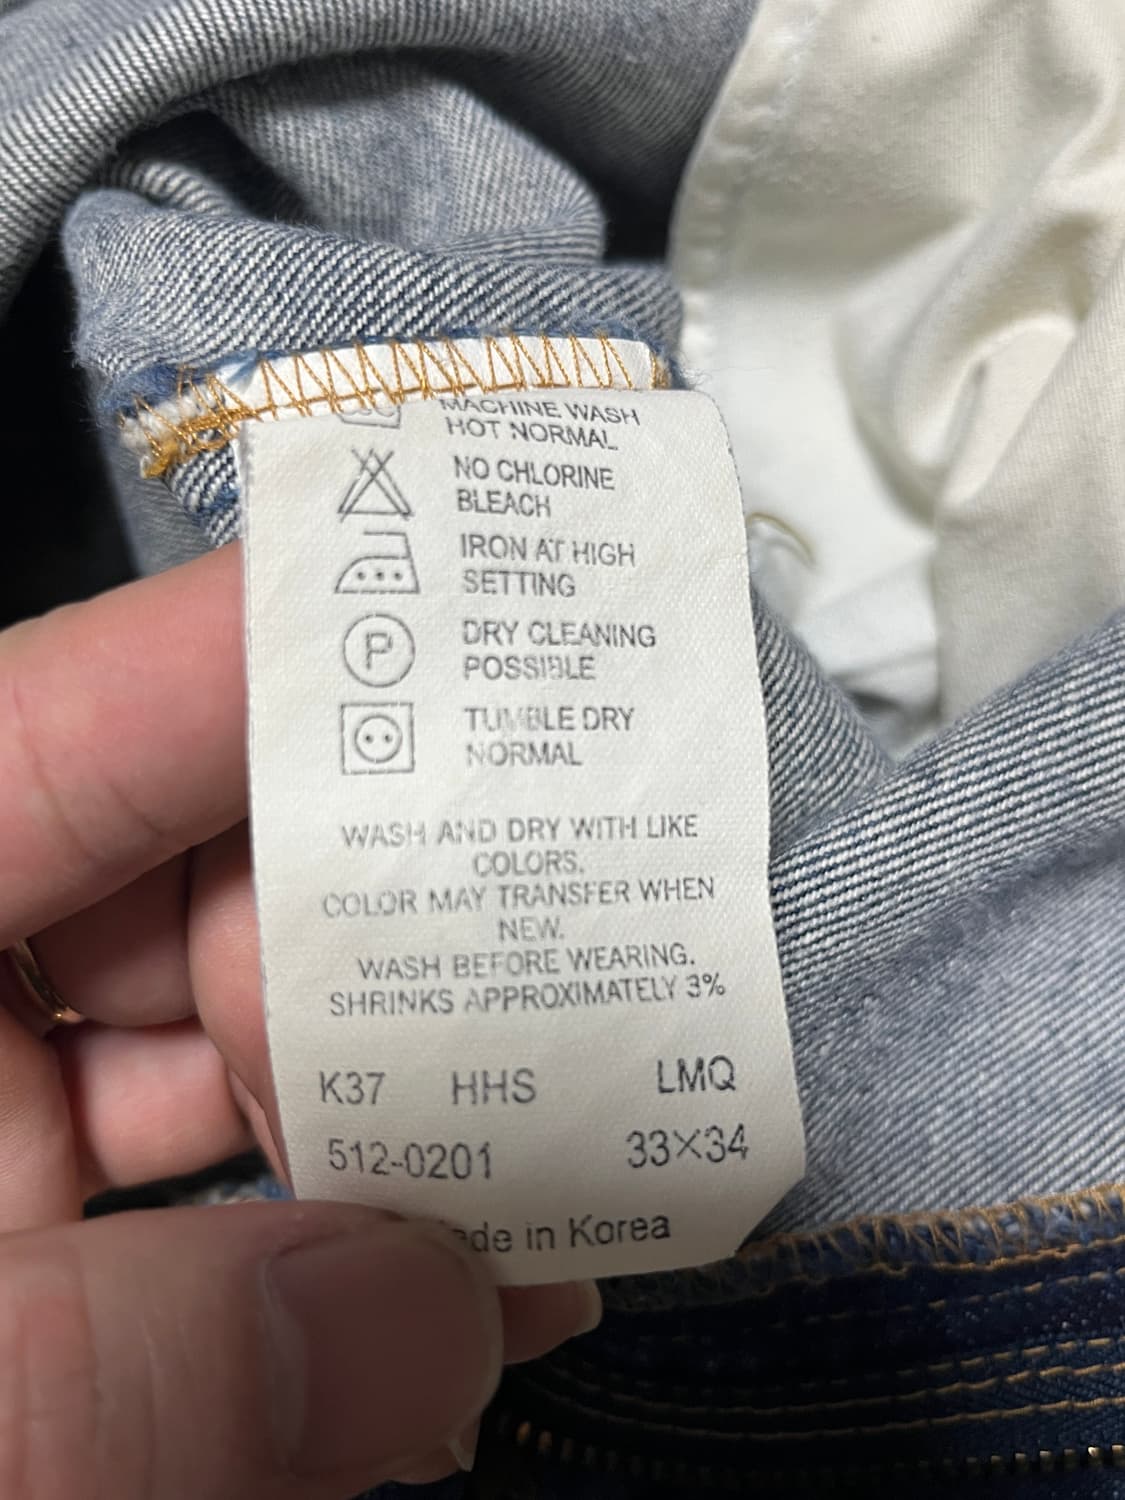 MACHINE WASH
HOT NORMAL
NO CHLORINE
BLEACH
IRON AT HIGH
SETTING
P
DRY CLEANING
POSSIBLE
TUMBLE DRY
NORMAL
WASH AND DRY WITH LIKE
COLORS.
COLOR MAY TRANSFER WHEN
NEW.
WASH BEFORE WEARING.
SHRINKS APPROXIMATELY 3%
K37 HHS LMQ
512-0201 33×34
ade in Korea